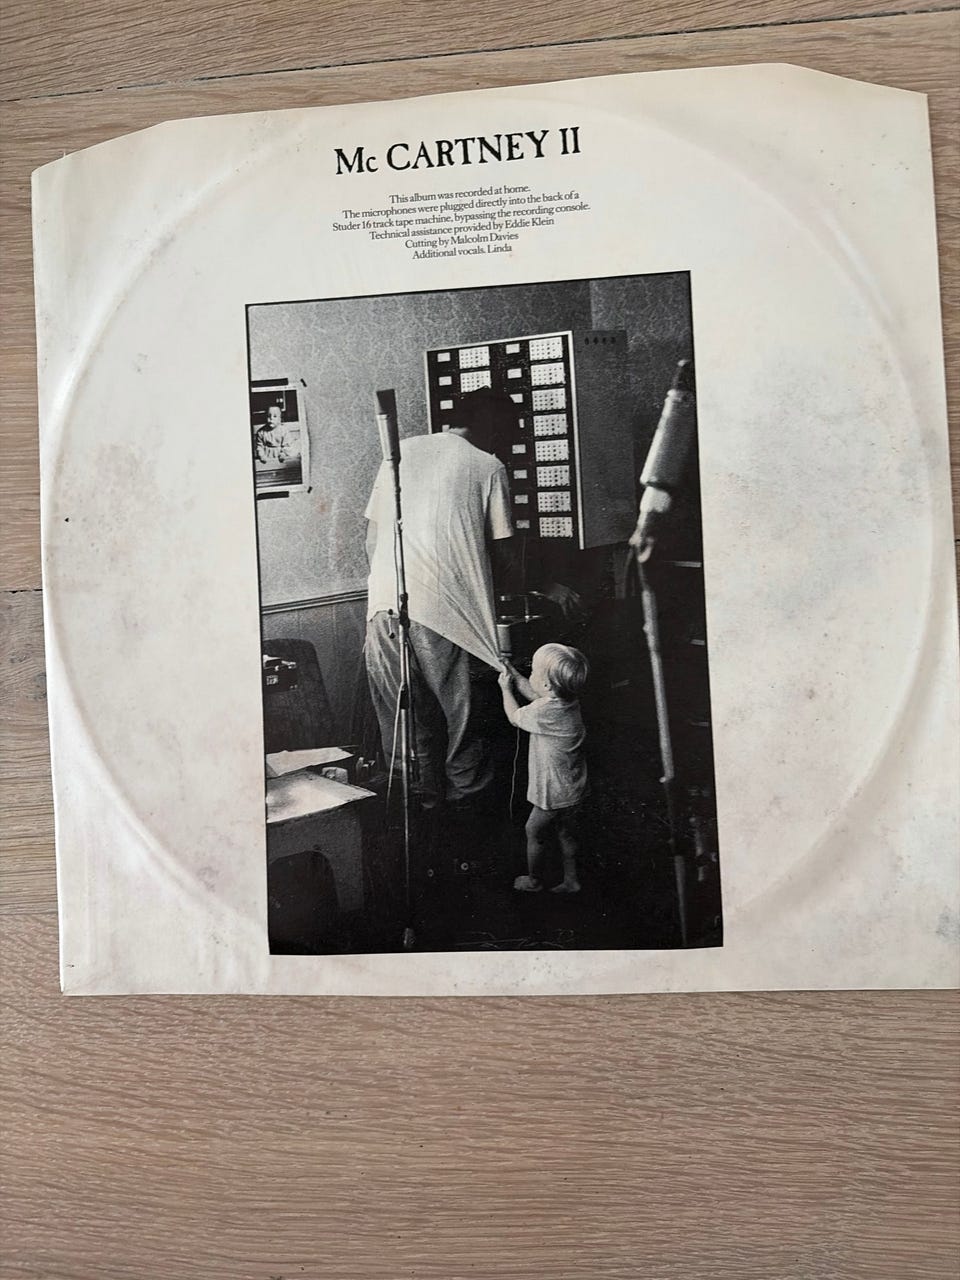 Mc CARTNEY II
This album was recorded at home.
The microphones were plugged directly into the back of a
Studer 16 track tape machine, bypassing the recording console.
Technical assistance provided by Eddie Klein
Cutting by Malcolm Davies
Additional vocals. Linda